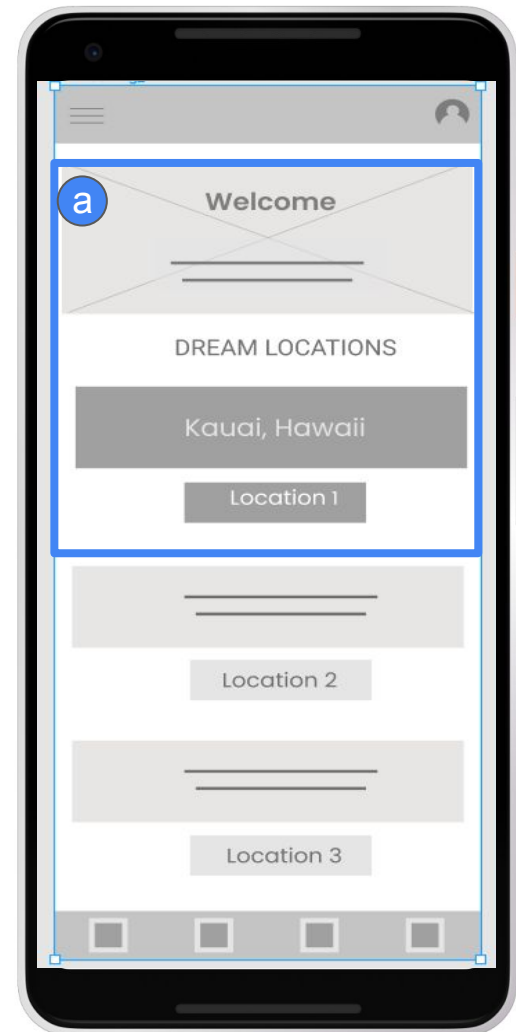 a
Welcome
DREAM LOCATIONS
Kauai, Hawaii
Location 1
Location 2
Location 3